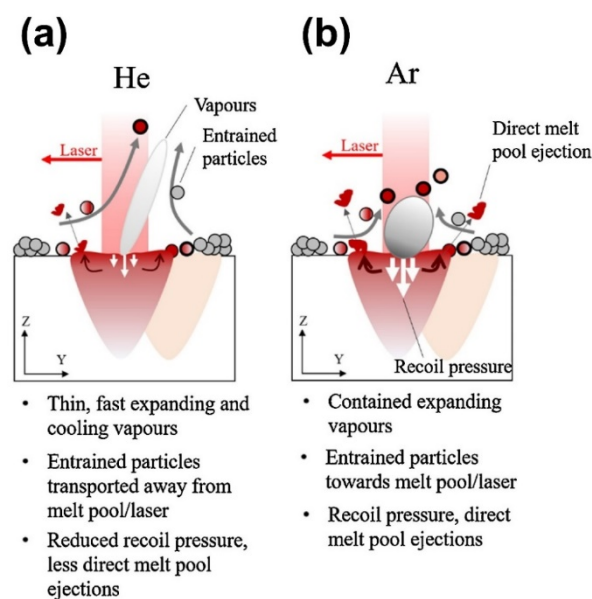 (a)
He
Vapours
Entrained
particles
Laser
Z
Y
• Thin, fast expanding and
cooling vapours
• Entrained particles
transported away from
melt pool/laser
• Reduced recoil pressure,
less direct melt pool
ejections
(b)
Ar
Direct melt
pool ejection
Laser
Recoil pressure
Z
Y
• Contained expanding
vapours
• Entrained particles
towards melt pool/laser
• Recoil pressure, direct
melt pool ejections